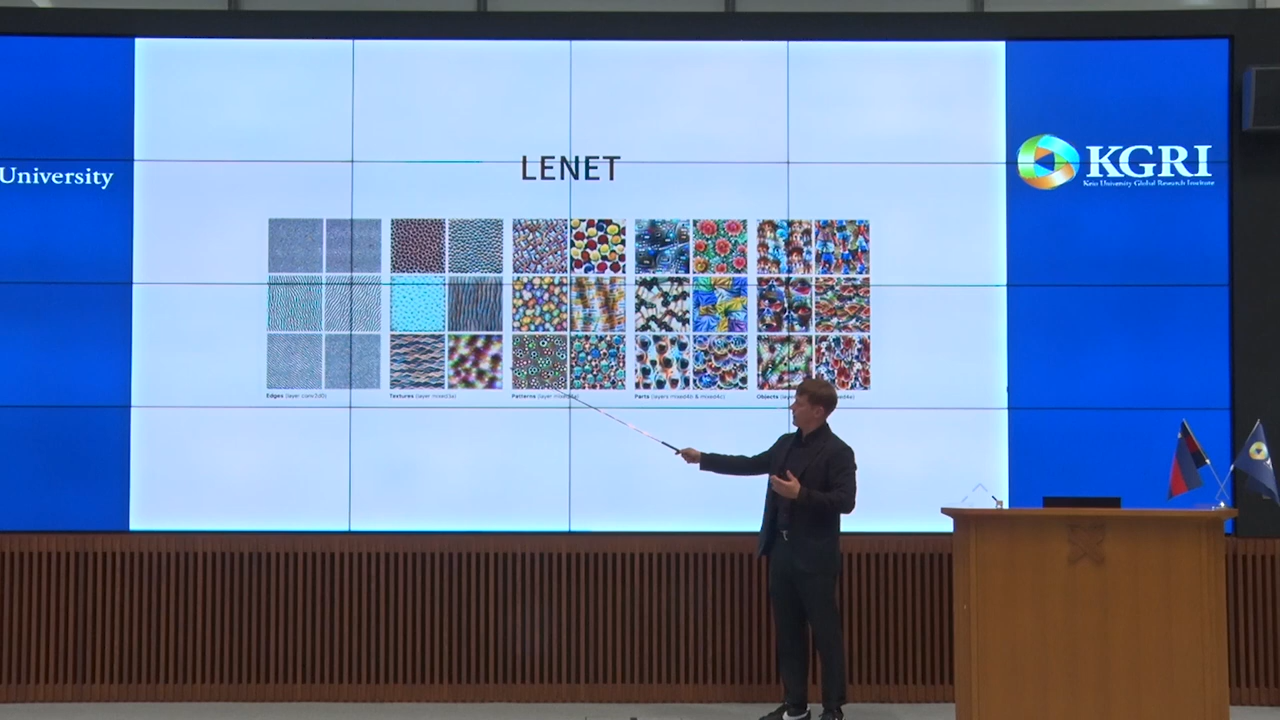 LENET
University
KGRI
Keio University Global Research Institute
Edges (layer conv2d0)
Textures (layer mixed3a)
Patterns (layer
Parts (layers mixed4b & mixed4c)
Objects